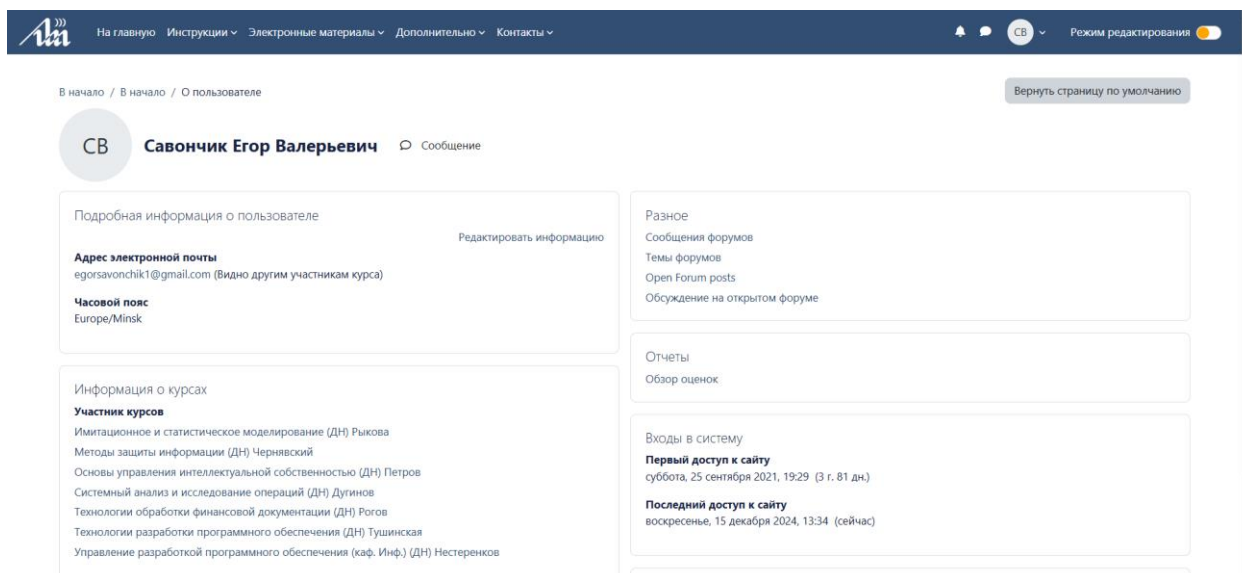 На главную Инструкции Электронные материалы Дополнительно Контакты СВ Режим редактирования
В начало / В начало / О пользователе
Вернуть страницу по умолчанию
СВ
Савончик Егор Валерьевич Сообщение
Подробная информация о пользователе
Редактировать информацию
Адрес электронной почты
egorsavonchik1@gmail.com (Видно другим участникам курса)
Часовой пояс
Europe/Minsk
Информация о курсах
Участник курсов
Имитационное и статистическое моделирование (ДН) Рыкова
Методы защиты информации (ДН) Чернявский
Основы управления интеллектуальной собственностью (ДН) Петров
Системный анализ и исследование операций (ДН) Дугинов
Технологии обработки финансовой документации (ДН) Рогов
Технологии разработки программного обеспечения (ДН) Тушинская
Управление разработкой программного обеспечения (каф. Инф.) (ДН) Нестеренков
Разное
Сообщения форумов
Темы форумов
Open Forum posts
Обсуждение на открытом форуме
Отчеты
Обзор оценок
Входы в систему
Первый доступ к сайту
суббота, 25 сентября 2021, 19:29 (3 г. 81 дн.)
Последний доступ к сайту
воскресенье, 15 декабря 2024, 13:34 (сейчас)